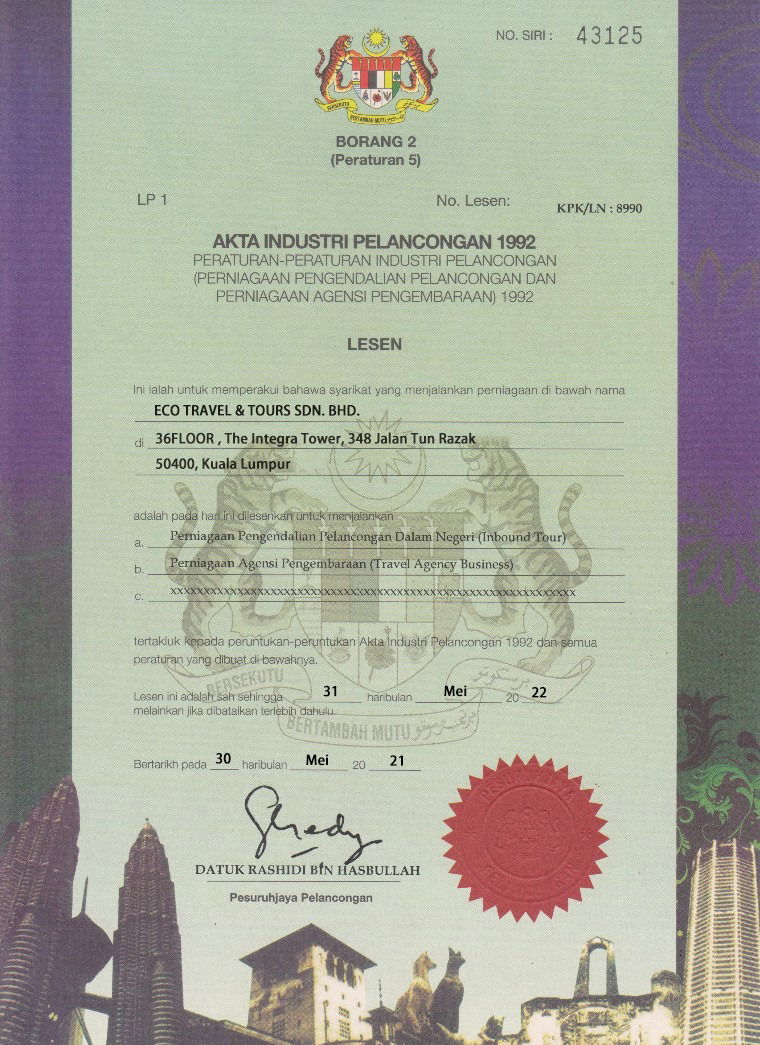 NO. SIRI : 43125
BERSEKUTU
BERTAMBAH MUTU
BORANG 2
(Peraturan 5)
LP 1
No. Lesen: KPK/LN : 8990
AKTA INDUSTRI PELANCONGAN 1992
PERATURAN-PERATURAN INDUSTRI PELANCONGAN
(PERNIAGAAN PENGENDALIAN PELANCONGAN DAN
PERNIAGAAN AGENSI PENGEMBARAAN) 1992
LESEN
Ini ialah untuk memperakui bahawa syarikat yang menjalankan perniagaan di bawah nama
ECO TRAVEL & TOURS SDN. BHD.
di 36FLOOR , The Integra Tower, 348 Jalan Tun Razak
50400, Kuala Lumpur
adalah pada hari ini dilesenkan untuk menjalankan
a. Perniagaan Pengendalian Pelancongan Dalam Negeri (Inbound Tour)
b. Perniagaan Agensi Pengembaraan (Travel Agency Business)
c. xxxxxxxxxxxxxxxxxxxxxxxxxxxxxxxxxxxxxxxxxxxxxxxxxxxxxxxxxxxxxxxx
tertakluk kepada peruntukan-peruntukan Akta Industri Pelancongan 1992 dan semua
peraturan yang dibuat di bawahnya.
BERSEKUTU
Lesen ini adalah sah sehingga 31 haribulan Mei 20 22
melainkan jika dibatalkan terlebih dahulu.
BERTAMBAH MUTU
Bertarikh pada 30 haribulan Mei 20 21
DATUK RASHIDI BIN HASBULLAH
Pesuruhjaya Pelancongan